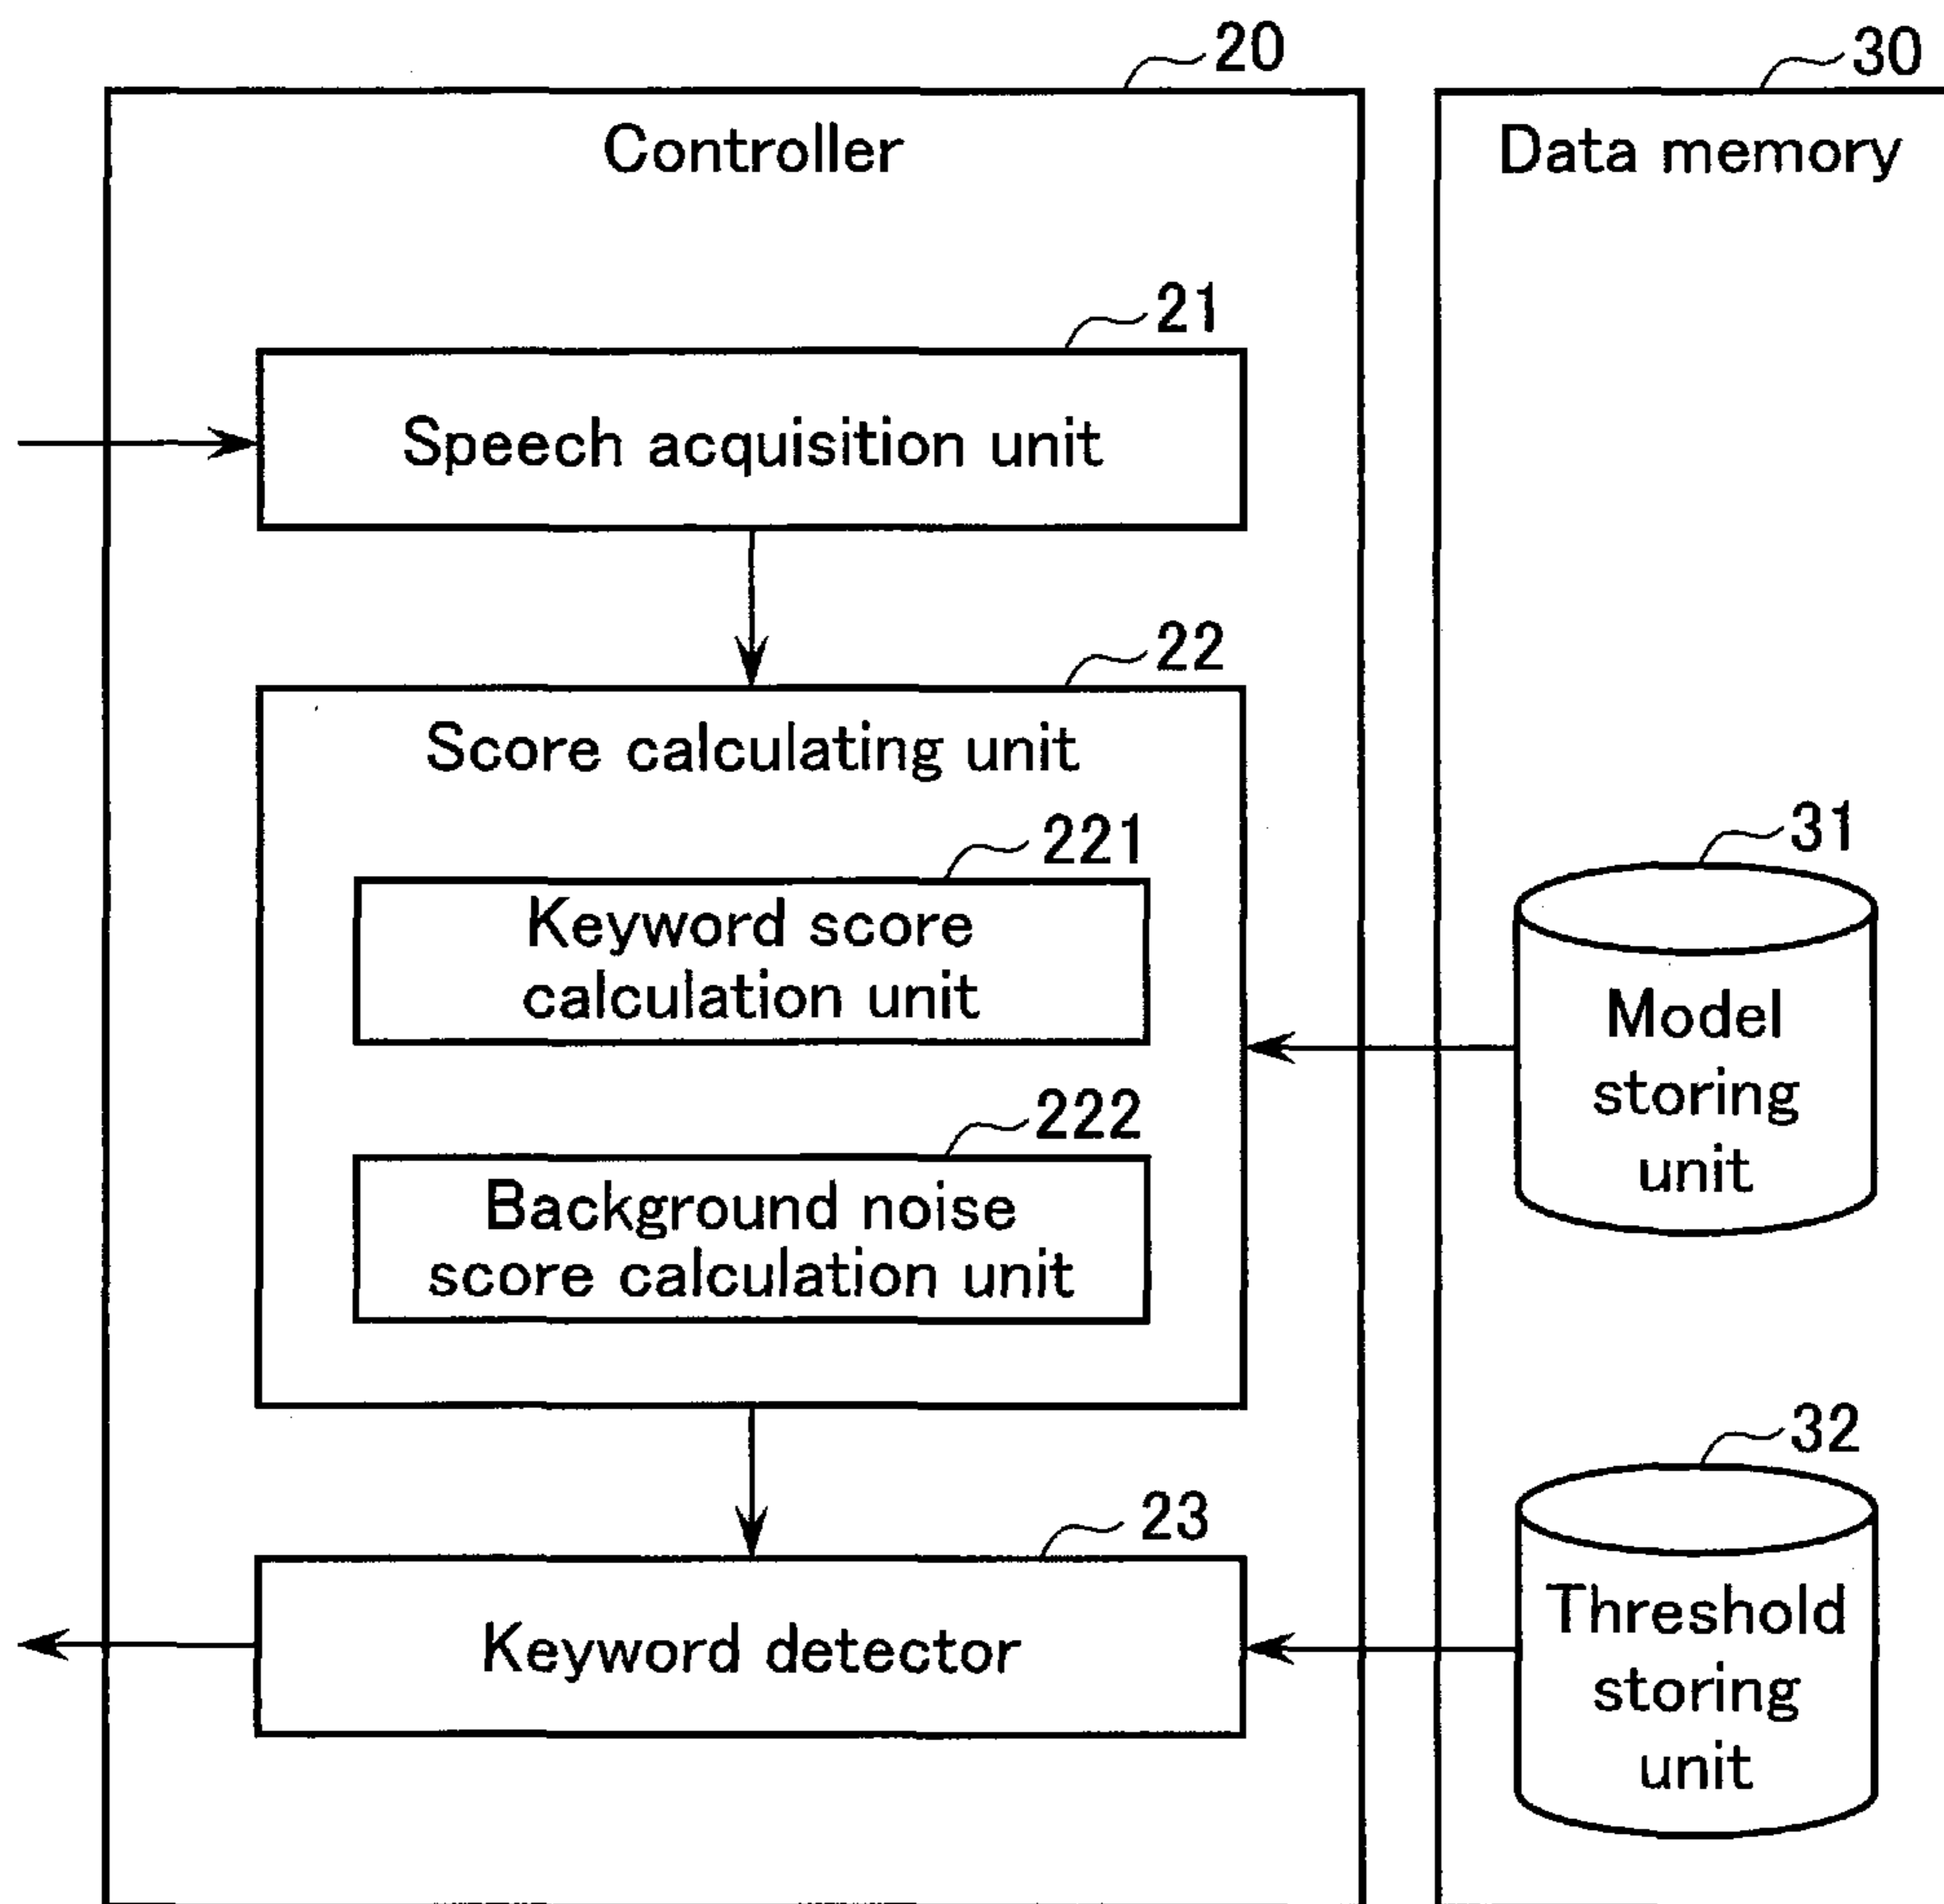 20
Controller
21
Speech acquisition unit
22
Score calculating unit
221
Keyword score
calculation unit
222
Background noise
score calculation unit
23
Keyword detector
30
Data memory
31
Model
storing
unit
32
Threshold
storing
unit